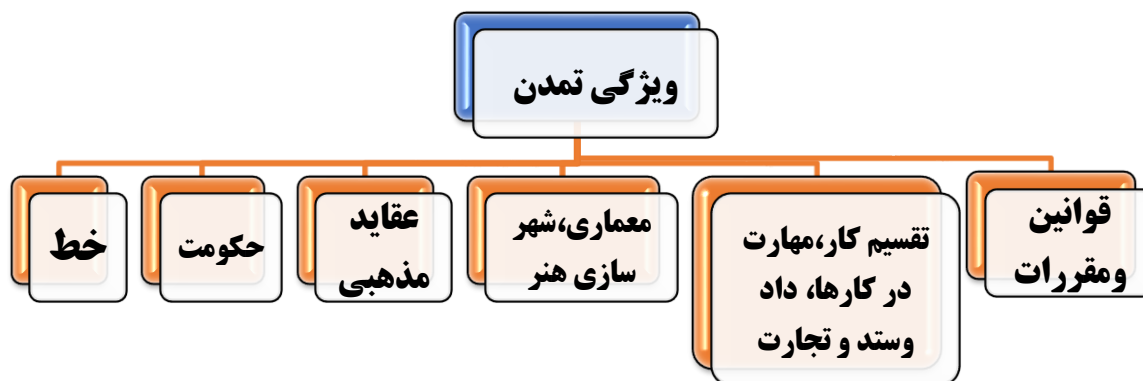 ویژگی تمدن
قوانین
ومقررات
تقسیم کار،مهارت
در کارها، داد
وستد و تجارت
معماری،شهر
سازی هنر
عقاید
مذهبی
حکومت
خط